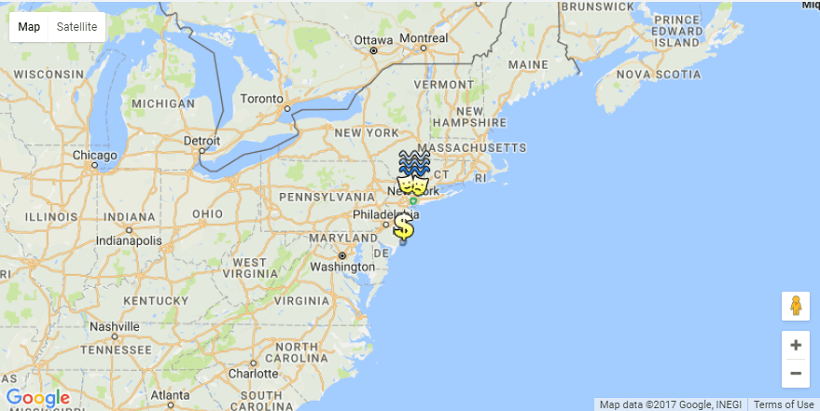 BRUNSWICK
Miq
Map Satellite
PRINCE
EDWARD
ISLAND
Ottawa
Montreal
MAINE
WISCONSIN
NOVA SCOTIA
VERMONT
Toronto
MICHIGAN
NEW
HAMPSHIRE
NEW YORK
Detroit
MASSACHUSETTS
Chicago
CT
RI
New York
PENNSYLVANIA
ILLINOIS
INDIANA
OHIO
Philadelphia
Indianapolis
MARYLAND
DE
$
WEST
VIRGINIA
Washington
RI
KENTUCKY
VIRGINIA
Nashville
TENNESSEE
NORTH
CAROLINA
Charlotte
AS
Atlanta
SOUTH
CAROLINA
MISSISSIPPI
Google
+
−
Map data ©2017 Google, INEGI Terms of Use